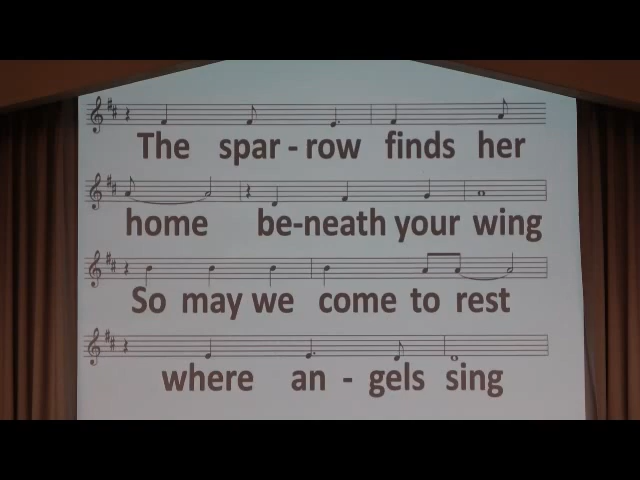 The spar - row finds her
home be-neath your wing
So may we come to rest
where an - gels sing